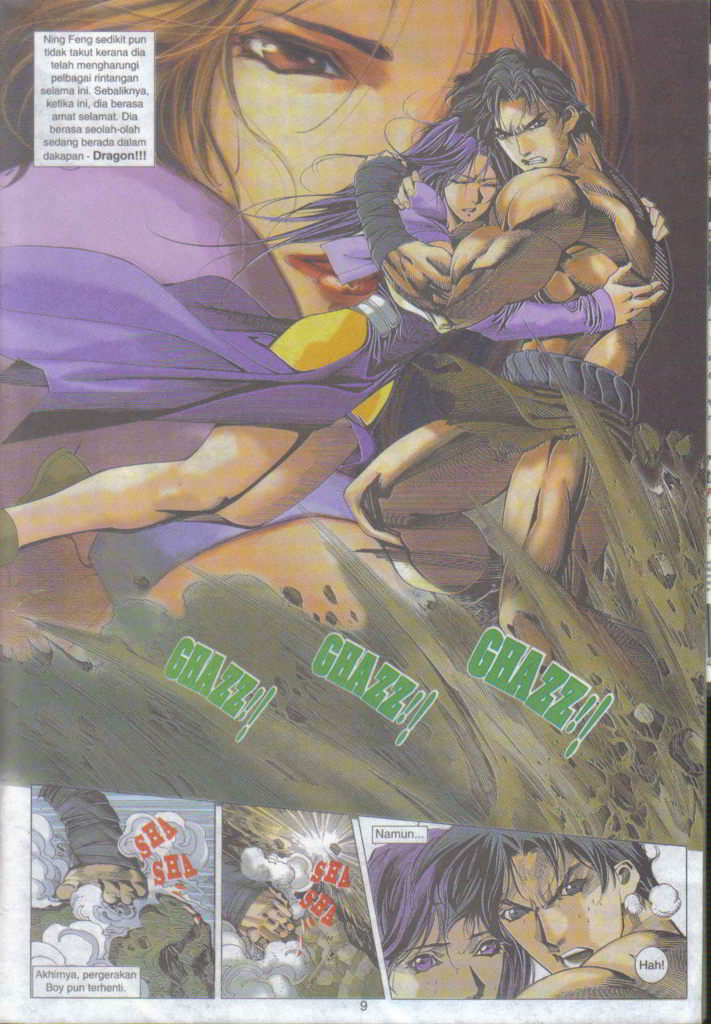 Ning Feng sedikit pun
tidak takut kerana dia
telah mengharungi
pelbagai rintangan
selama ini. Sebaliknya,
ketika ini, dia berasa
amat selamat. Dia
berasa seolah-olah
sedang berada dalam
dakapan - Dragon!!!
GHAZZ!! GHAZZ!! GHAZZ!!
SHA
SHA
SHA
SHA
Namun...
Hah!
Akhirnya, pergerakan
Boy pun terhenti.
9